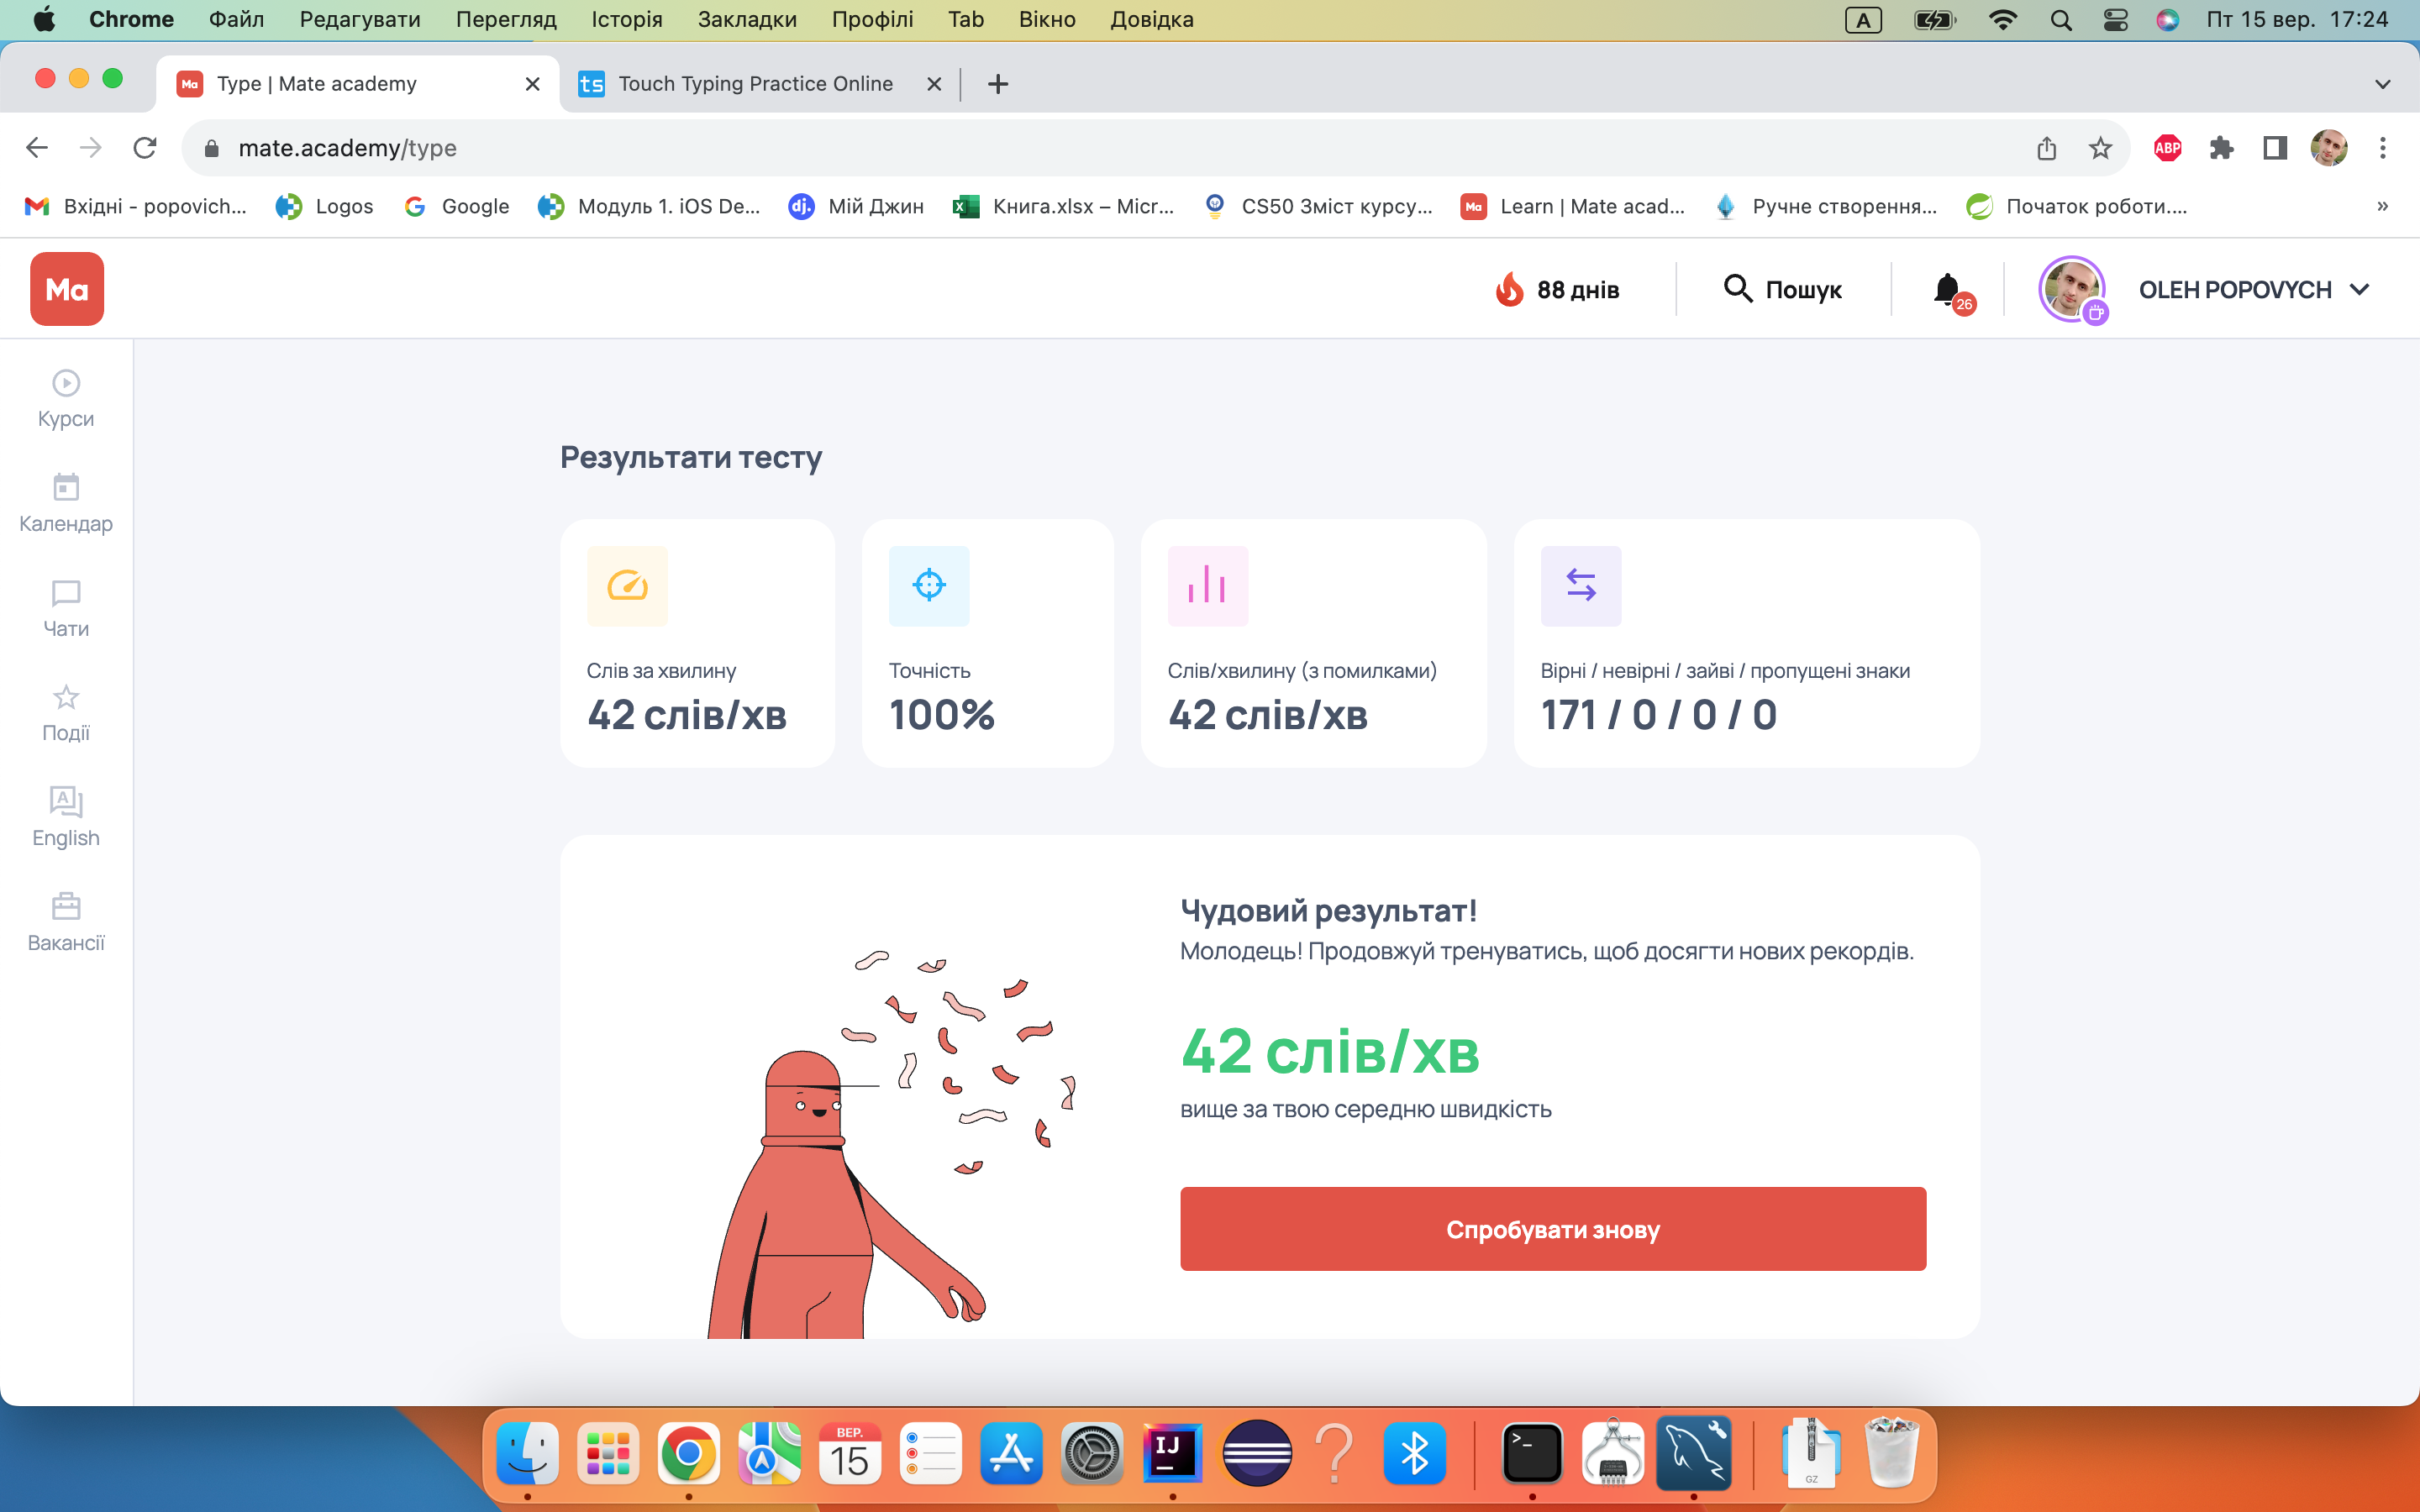 Chrome Файл Редагувати Перегляд Історія Закладки Профілі Tab Вікно Довідка A Пт 15 вер. 17:24
Ma Type | Mate academy ts Touch Typing Practice Online
mate.academy/type ABP
Вхідні - popovich... Logos Google Модуль 1. iOS De... dj. Мій Джин Книга.xlsx – Micr... CS50 Зміст курсу... Ma Learn | Mate acad... Ручне створення... Початок роботи.... »
Ma 88 днів Пошук 26 OLEH POPOVYCH
Курси
Календар
Чати
Події
English
Вакансії
Результати тесту
Слів за хвилину
42 слів/хв
Точність
100%
Слів/хвилину (з помилками)
42 слів/хв
Вірні / невірні / зайві / пропущені знаки
171 / 0 / 0 / 0
Чудовий результат!
Молодець! Продовжуй тренуватись, щоб досягти нових рекордів.
42 слів/хв
вище за твою середню швидкість
Спробувати знову
ВЕР.
15
IJ
GZ